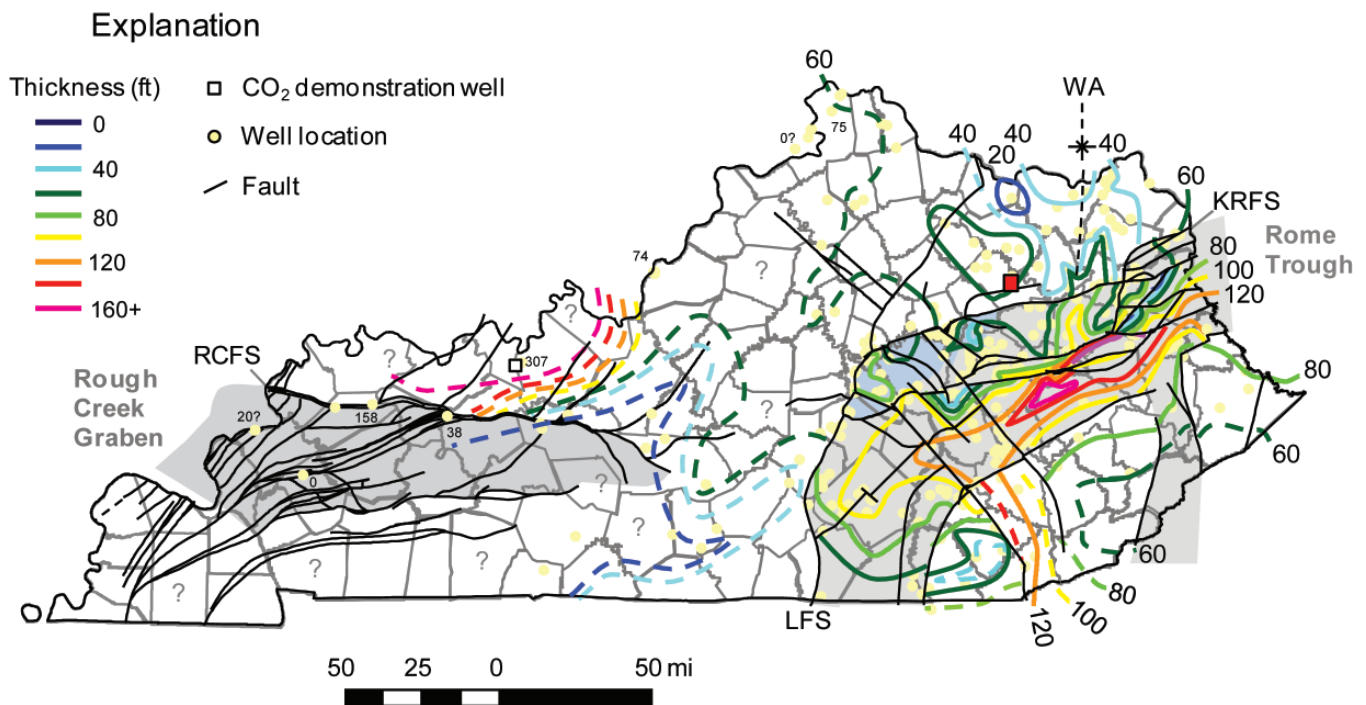 Explanation
Thickness (ft)
0
40
80
120
160+
CO2 demonstration well
Well location
Fault
60
WA
40
40
20
40
60
KRFS
Rome
Trough
80
100
120
75
0?
74
?
?
307
RCFS
?
?
Rough
Creek
Graben
20?
158
38
0
?
?
?
?
?
?
80
60
60
80
100
120
LFS
50
25
0
50 mi